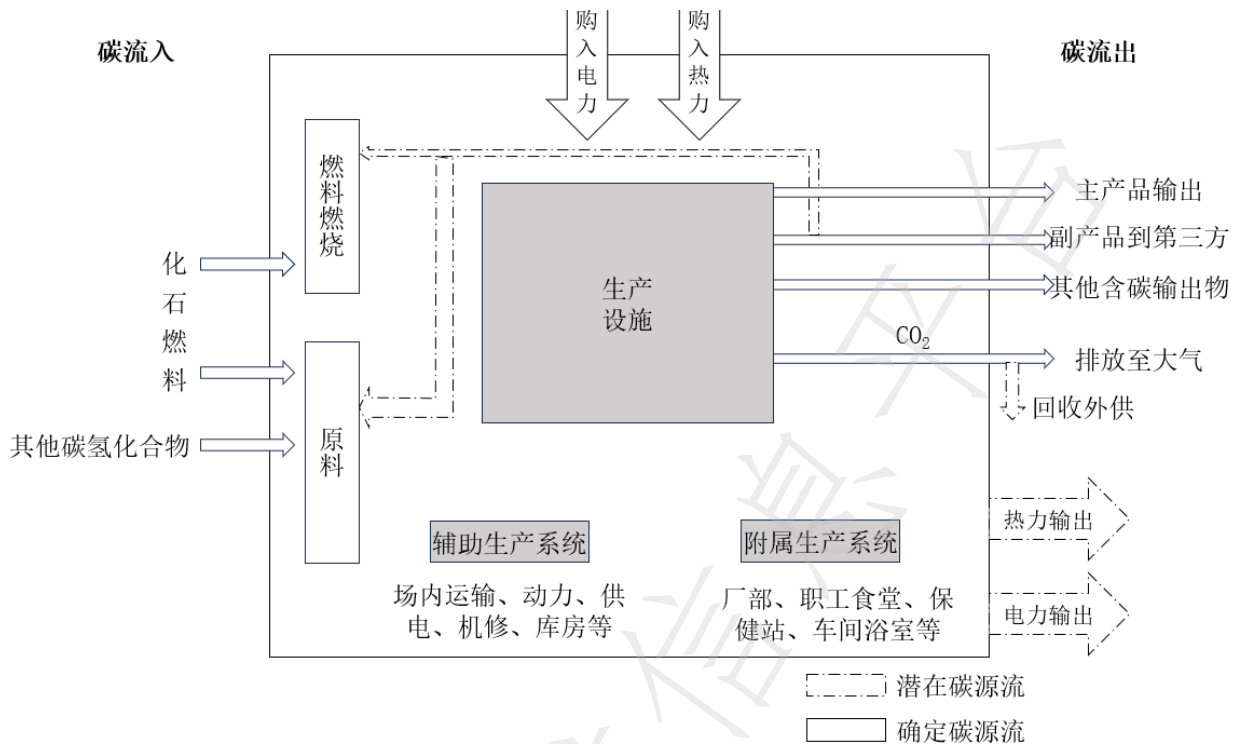 碳流入
碳流出
购入电力
购入热力
燃料燃烧
化石燃料
原料
其他碳氢化合物
生产
设施
主产品输出
副产品到第三方
其他含碳输出物
CO₂
排放至大气
回收外供
热力输出
电力输出
辅助生产系统
场内运输、动力、供
电、机修、库房等
附属生产系统
厂部、职工食堂、保
健站、车间浴室等
潜在碳源流
确定碳源流
信息平台